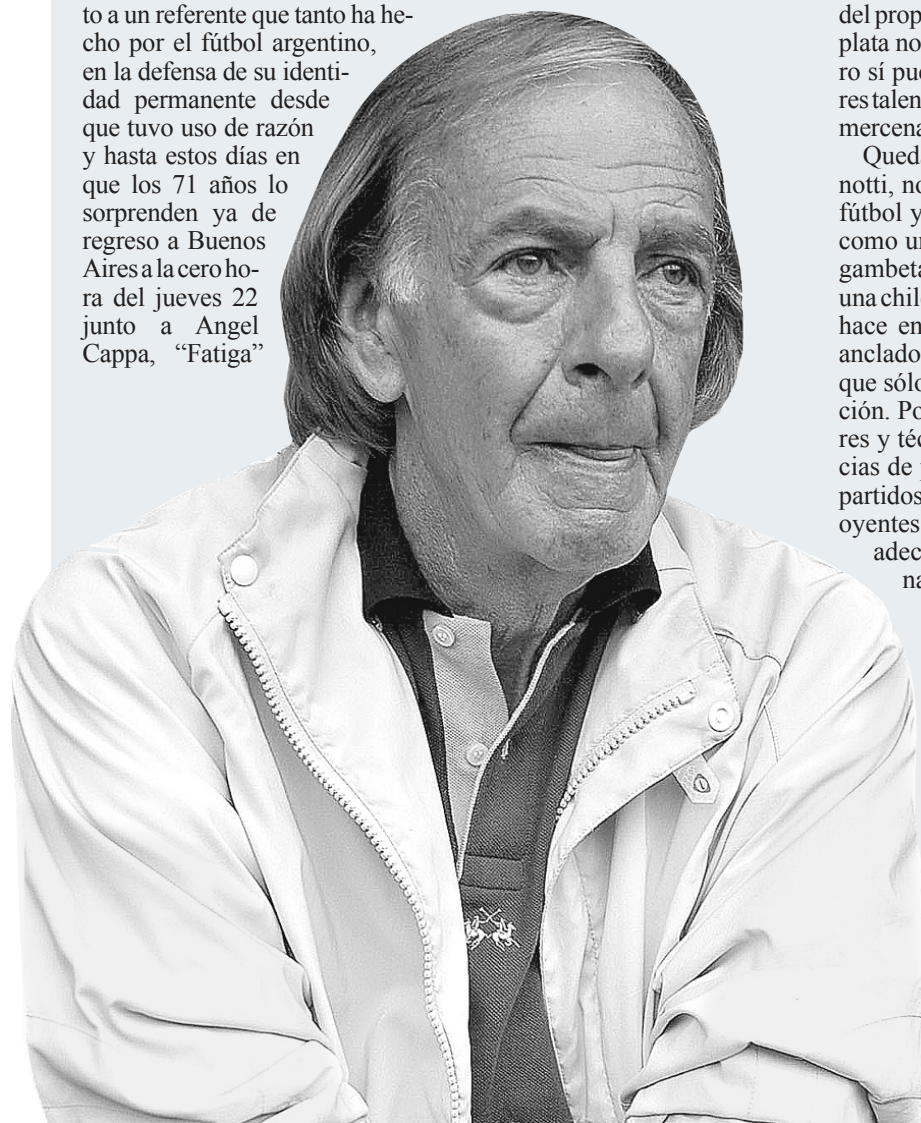 to a un referente que tanto ha he-
cho por el fútbol argentino,
en la defensa de su identi-
dad permanente desde
que tuvo uso de razón
y hasta estos días en
que los 71 años lo
sorprenden ya de
regreso a Buenos
Aires a la cero ho-
ra del jueves 22
junto a Angel
Cappa, “Fatiga”
del prop
plata no
ro sí pue
res talen
mercena
Qued
notti, no
fútbol y
como un
gambeta
una chile
hace en
anclado
que sólo
ción. Po
res y téc
cias de
partidos
oyentes
adec
na